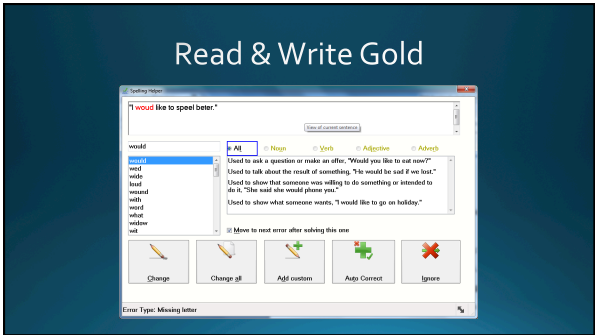 Read & Write Gold
Spelling Helper
"I woud like to speel beter."
View of current sentence
would
All Noun Verb Adjective Adverb
would
wed
wide
loud
wound
with
word
what
widow
wit
Used to ask a question or make an offer, "Would you like to eat now?"
Used to talk about the result of something, "He would be sad if we lost."
Used to show that someone was willing to do something or intended to
do it, "She said she would phone you."
Used to show what someone wants, "I would like to go on holiday."
Move to next error after solving this one
Change Change all Add custom Auto Correct Ignore
Error Type: Missing letter